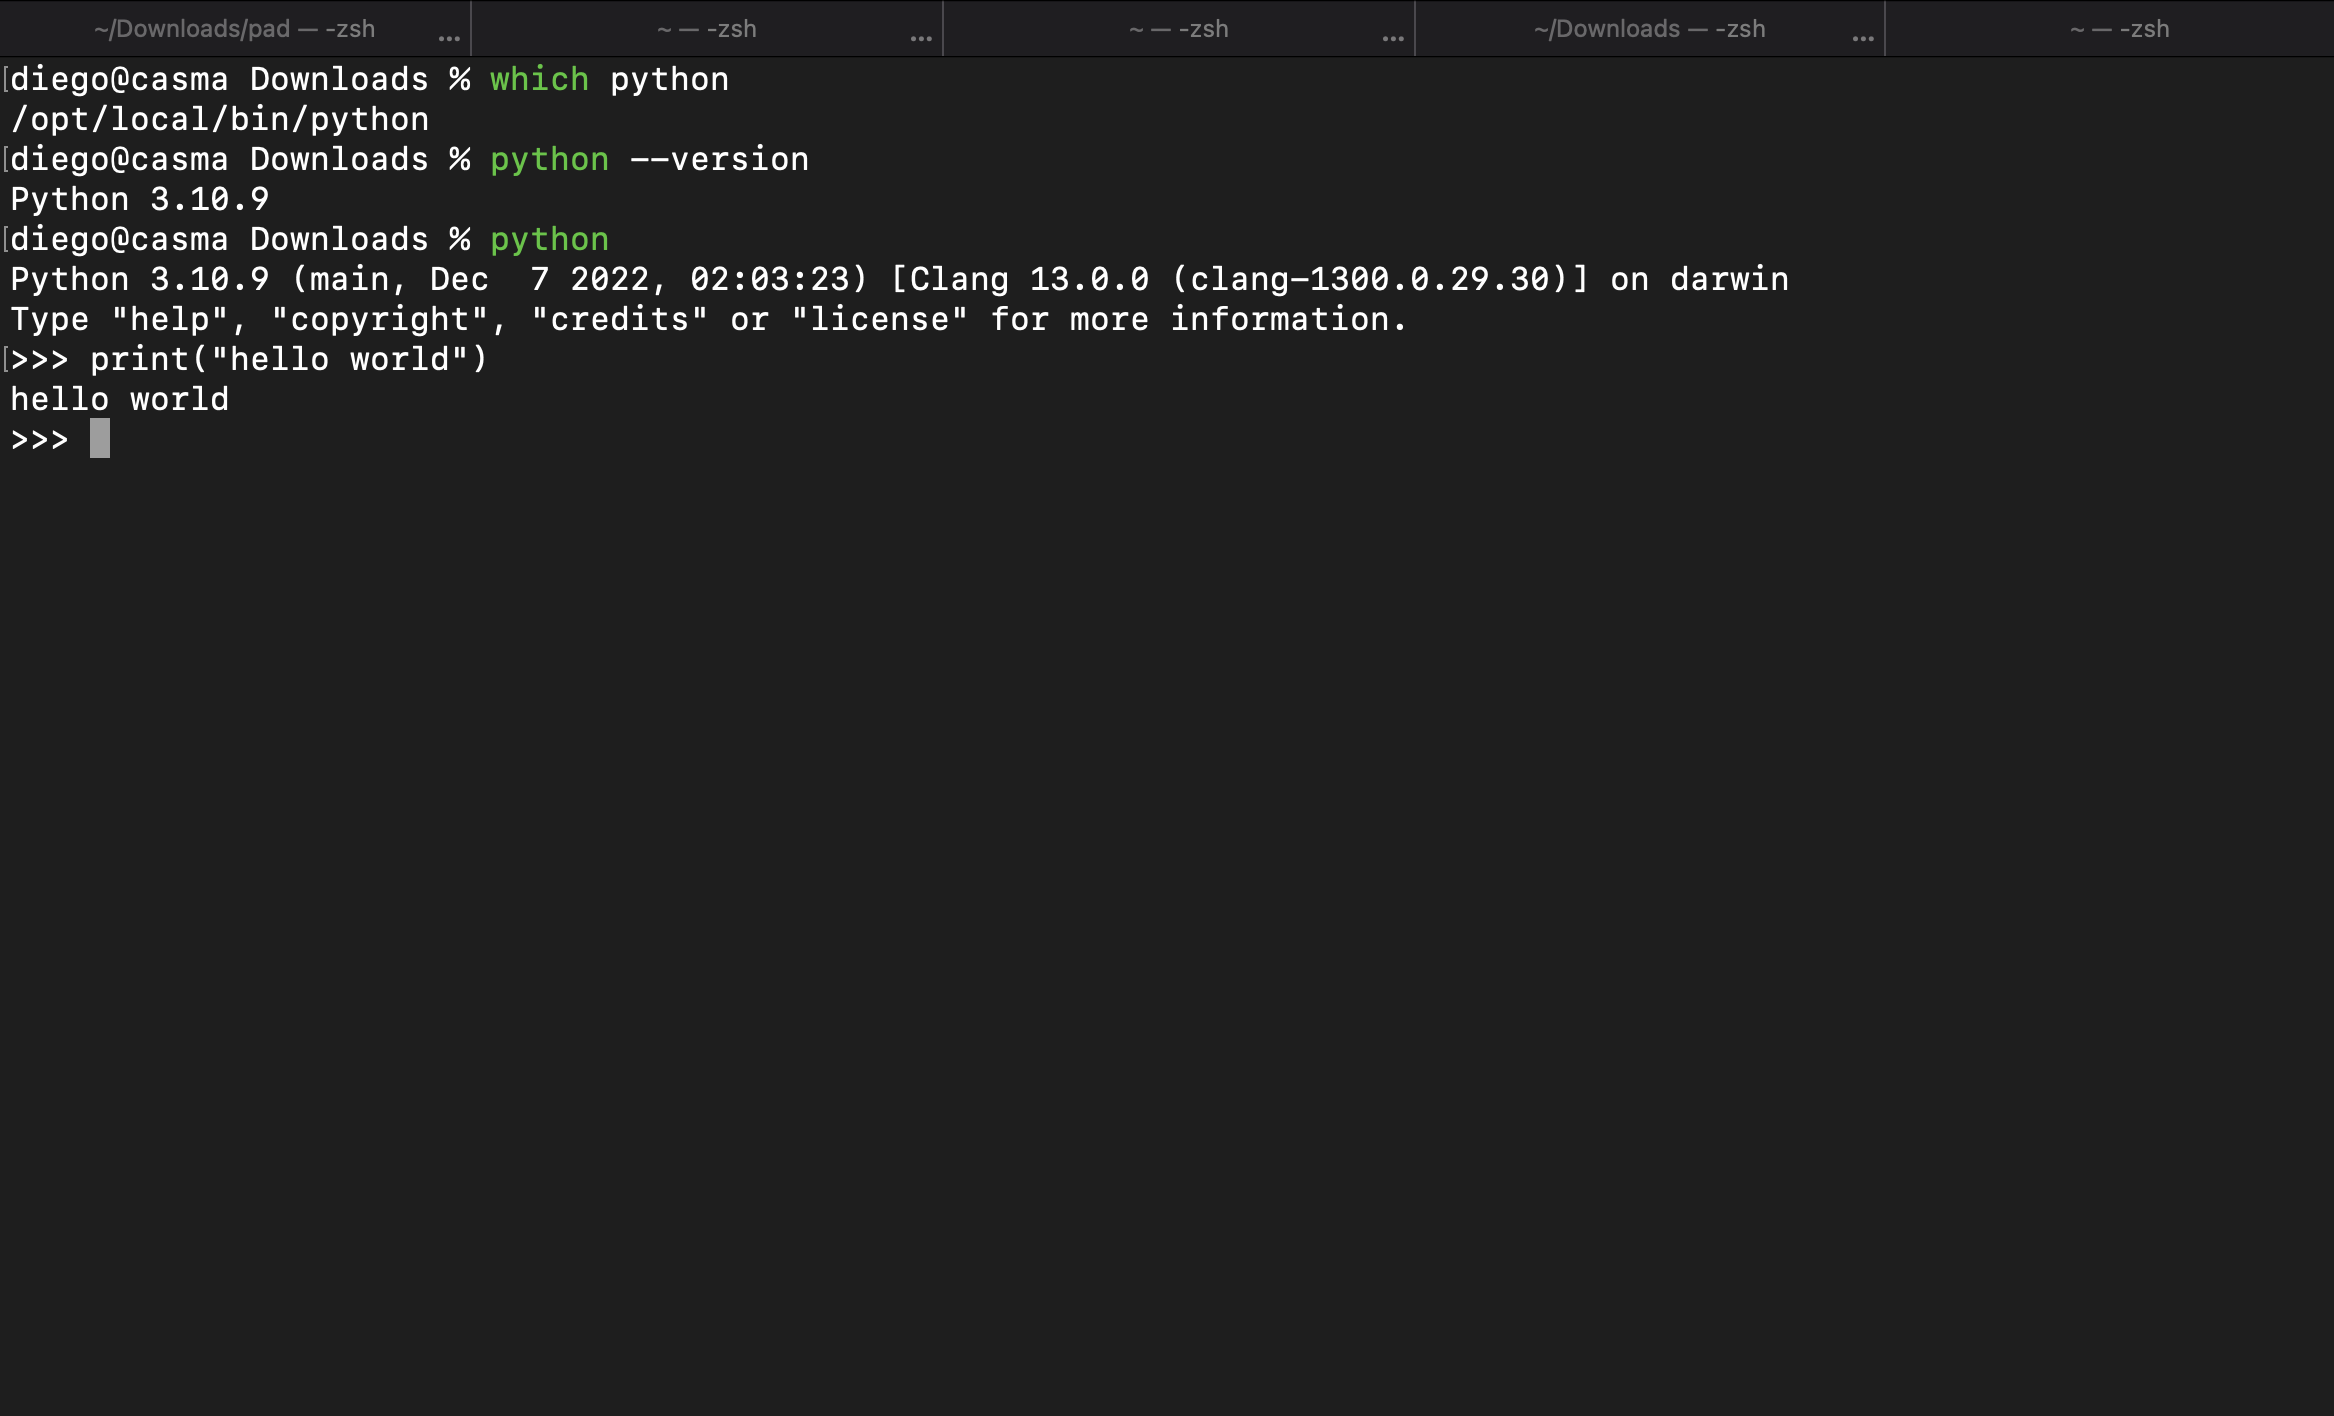 ~/Downloads/pad — -zsh ... ~ — -zsh ... ~ — -zsh ... ~/Downloads — -zsh ... ~ — -zsh
[diego@casma Downloads % which python
/opt/local/bin/python
[diego@casma Downloads % python --version
Python 3.10.9
[diego@casma Downloads % python
Python 3.10.9 (main, Dec  7 2022, 02:03:23) [Clang 13.0.0 (clang-1300.0.29.30)] on darwin
Type "help", "copyright", "credits" or "license" for more information.
[>>> print("hello world")
hello world
>>>